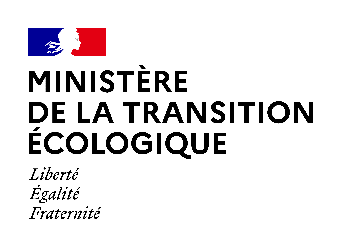 MINISTÈRE
DE LA TRANSITION
ÉCOLOGIQUE
Liberté
Égalité
Fraternité